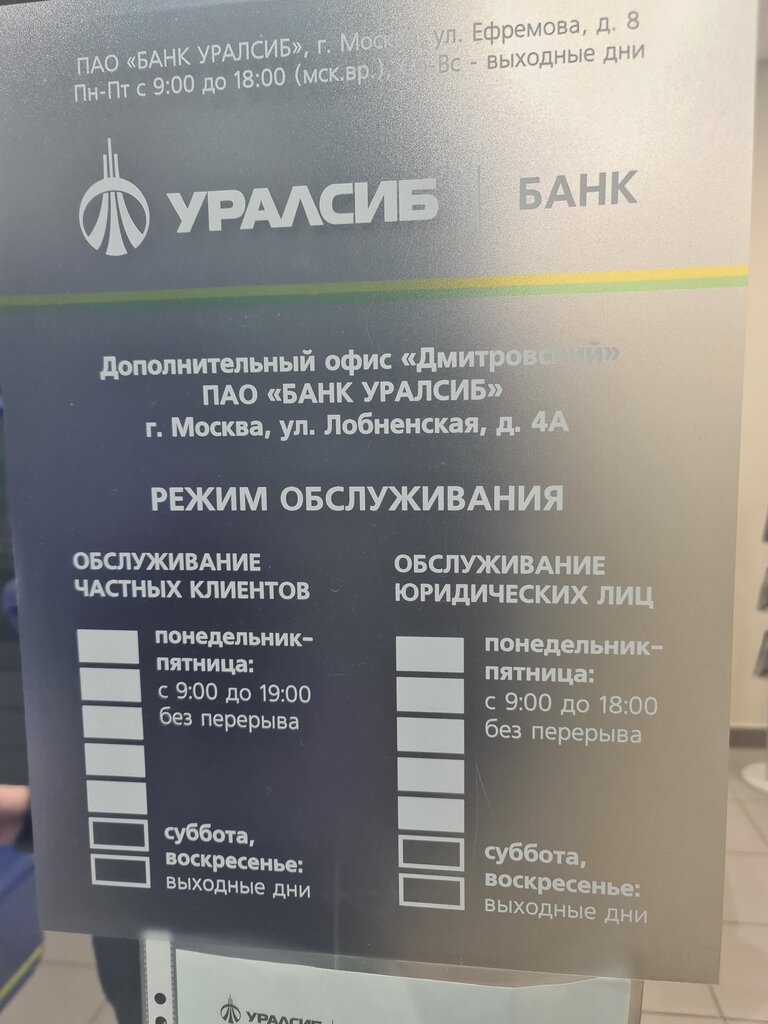 ПАО «БАНК УРАЛСИБ», г. Моск ул. Ефремова, д. 8
Пн-Пт с 9:00 до 18:00 (мск.вр.), Вс - выходные дни
УРАЛСИБ | БАНК
Дополнительный офис «Дмитровский»
ПАО «БАНК УРАЛСИБ»
г. Москва, ул. Лобненская, д. 4А
РЕЖИМ ОБСЛУЖИВАНИЯ
ОБСЛУЖИВАНИЕ
ЧАСТНЫХ КЛИЕНТОВ
понедельник–
пятница:
с 9:00 до 19:00
без перерыва
суббота,
воскресенье:
выходные дни
ОБСЛУЖИВАНИЕ
ЮРИДИЧЕСКИХ ЛИЦ
понедельник–
пятница:
с 9:00 до 18:00
без перерыва
суббота,
воскресенье:
выходные дни
УРАЛСИБ